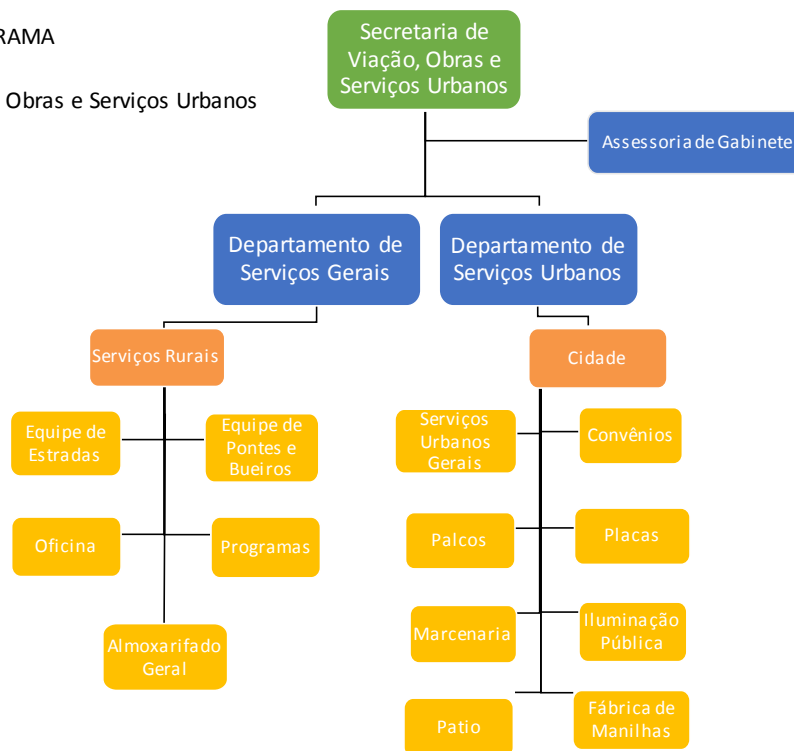 RAMA
Obras e Serviços Urbanos
Secretaria de
Viação, Obras e
Serviços Urbanos
Assessoria de Gabinete
Departamento de
Serviços Gerais
Departamento de
Serviços Urbanos
Serviços Rurais
Cidade
Equipe de
Estradas
Equipe de
Pontes e
Bueiros
Serviços
Urbanos
Gerais
Convênios
Oficina
Programas
Palcos
Placas
Almoxarifado
Geral
Marcenaria
Iluminação
Pública
Patio
Fábrica de
Manilhas